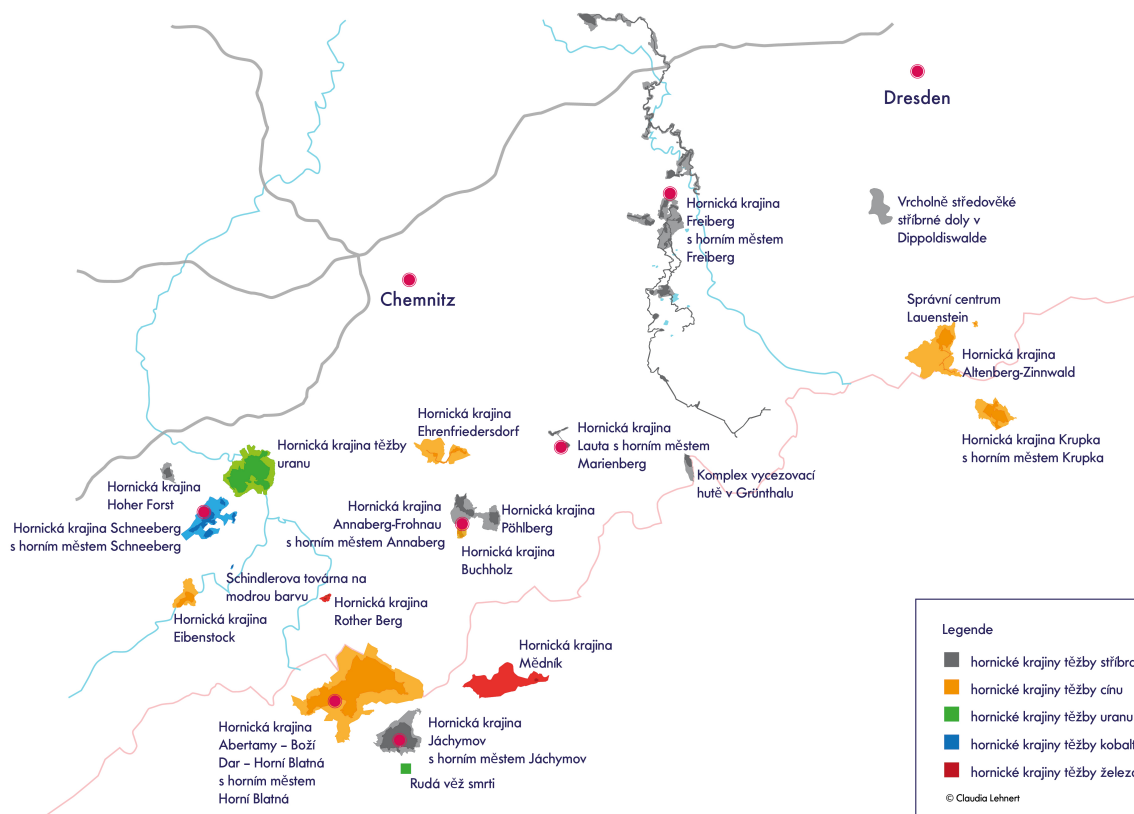 Dresden
Hornická krajina
Freiberg
s horním městem
Freiberg
Vrcholně středověké
stříbrné doly v
Dippoldiswalde
Chemnitz
Správní centrum
Lauenstein
Hornická krajina
Altenberg-Zinnwald
Hornická krajina
Ehrenfriedersdorf
Hornická krajina
Lauta s horním městem
Marienberg
Hornická krajina Krupka
s horním městem Krupka
Hornická krajina těžby
uranu
Komplex vycezovací
hutě v Grünthalu
Hornická krajina
Hoher Forst
Hornická krajina
Annaberg-Frohnau
s horním městem Annaberg
Hornická krajina
Pöhlberg
Hornická krajina Schneeberg
s horním městem Schneeberg
Hornická krajina
Buchholz
Schindlerova továrna na
modrou barvu
Hornická krajina
Rother Berg
Hornická krajina
Eibenstock
Hornická krajina
Mědník
Hornická krajina
Abertamy – Boží
Dar – Horní Blatná
s horním městem
Horní Blatná
Hornická krajina
Jáchymov
s horním městem Jáchymov
Rudá věž smrti
Legende
hornické krajiny těžby stříbra
hornické krajiny těžby cínu
hornické krajiny těžby uranu
hornické krajiny těžby kobalt
hornické krajiny těžby železa
© Claudia Lehnert